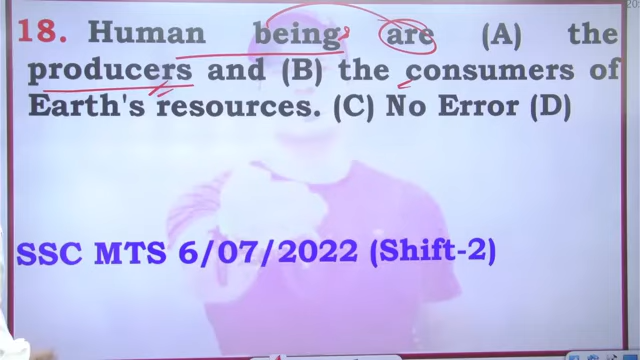 18. Human being s are (A) the
producers and (B) the consumers of
Earth's resources. (C) No Error (D)
SSC MTS 6/07/2022 (Shift-2)